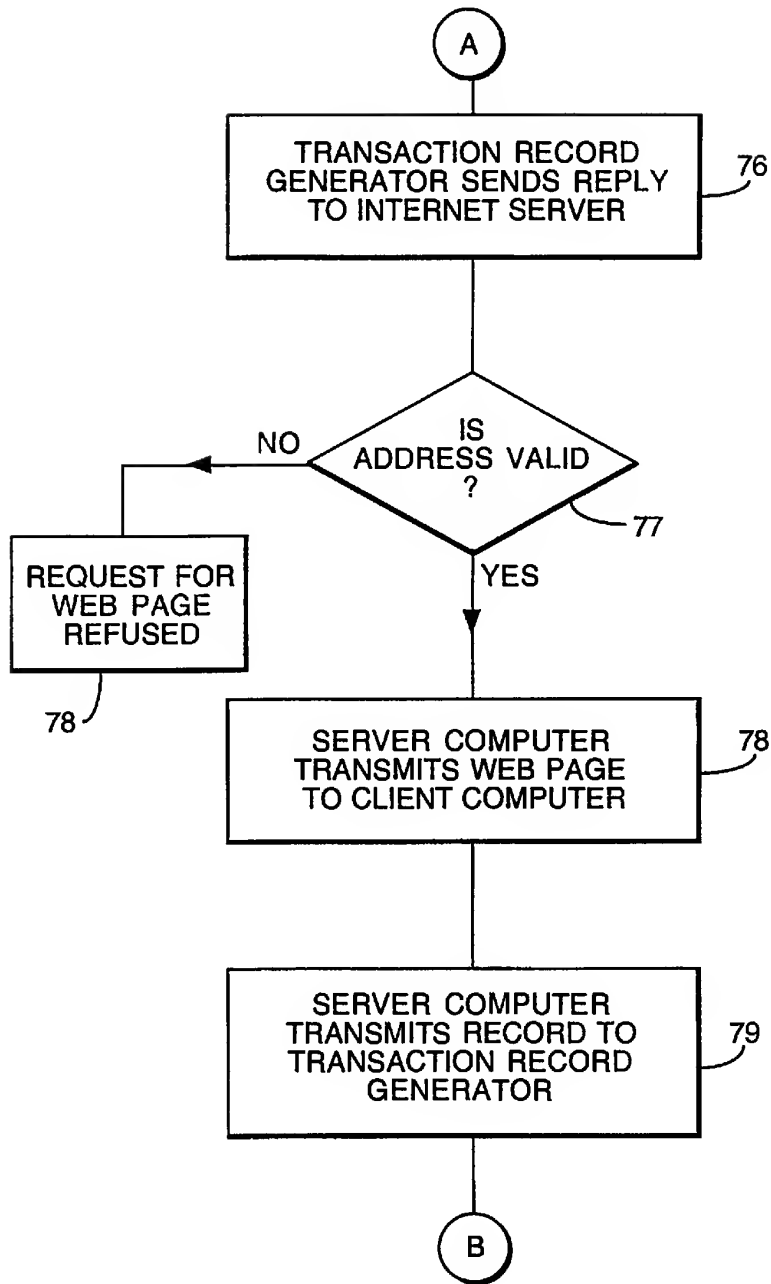 A
TRANSACTION RECORD
GENERATOR SENDS REPLY
TO INTERNET SERVER
76
IS
ADDRESS VALID
?
77
NO
YES
REQUEST FOR
WEB PAGE
REFUSED
78
SERVER COMPUTER
TRANSMITS WEB PAGE
TO CLIENT COMPUTER
78
SERVER COMPUTER
TRANSMITS RECORD TO
TRANSACTION RECORD
GENERATOR
79
B